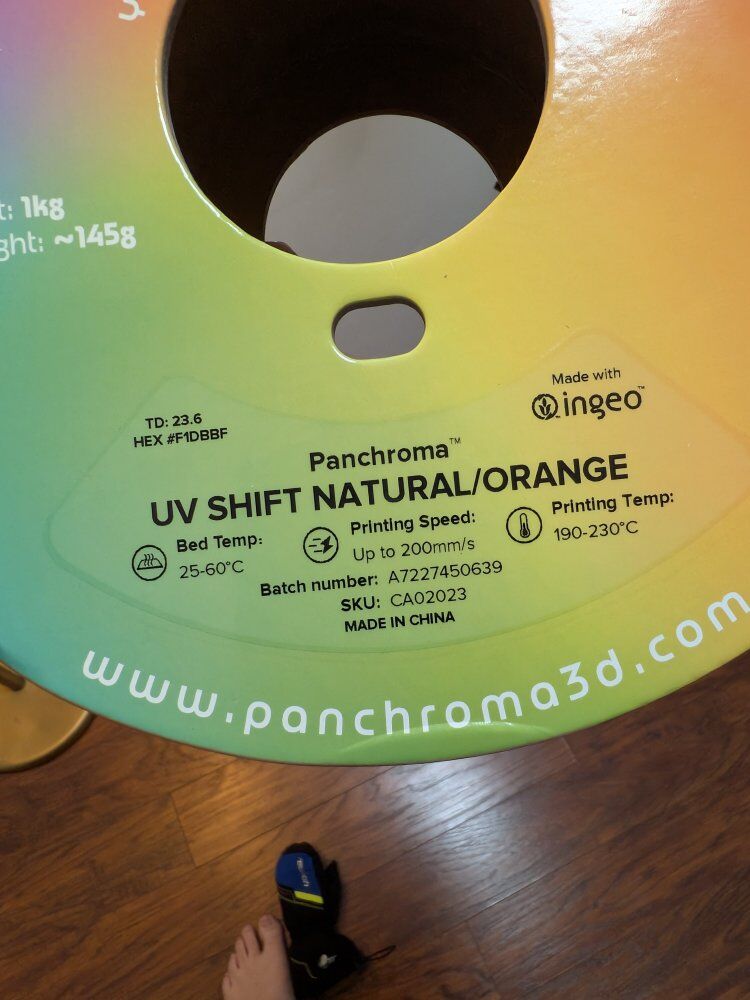 1kg
~145g
TD: 23.6
HEX #F1DBBF
Made with
ingeo™
Panchroma™
UV SHIFT NATURAL/ORANGE
Bed Temp:
25-60°C
Printing Speed:
Up to 200mm/s
Printing Temp:
190-230°C
Batch number: A7227450639
SKU: CA02023
MADE IN CHINA
www.panchroma3d.com